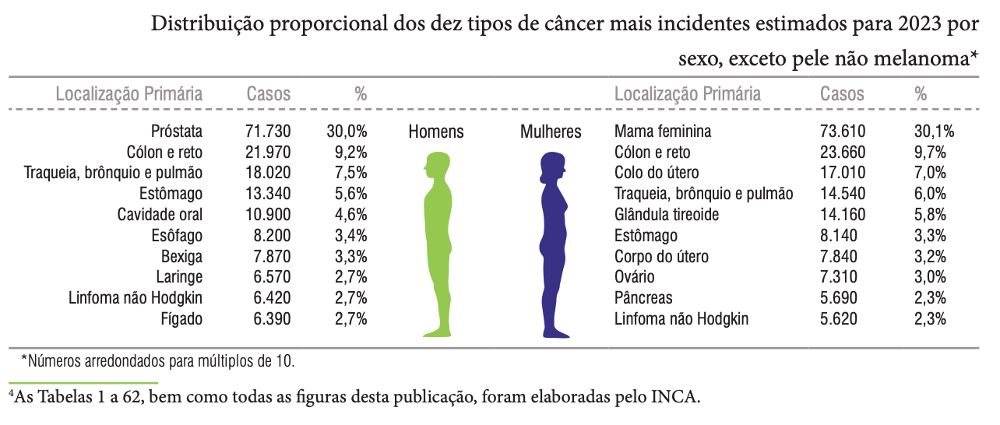 Distribuição proporcional dos dez tipos de câncer mais incidentes estimados para 2023 por
sexo, exceto pele não melanoma*
Localização Primária Casos % Localização Primária Casos %
Próstata 71.730 30,0% Homens Mulheres Mama feminina 73.610 30,1%
Cólon e reto 21.970 9,2% Cólon e reto 23.660 9,7%
Traqueia, brônquio e pulmão 18.020 7,5% Colo do útero 17.010 7,0%
Estômago 13.340 5,6% Traqueia, brônquio e pulmão 14.540 6,0%
Cavidade oral 10.900 4,6% Glândula tireoide 14.160 5,8%
Esôfago 8.200 3,4% Estômago 8.140 3,3%
Bexiga 7.870 3,3% Corpo do útero 7.840 3,2%
Laringe 6.570 2,7% Ovário 7.310 3,0%
Linfoma não Hodgkin 6.420 2,7% Pâncreas 5.690 2,3%
Fígado 6.390 2,7% Linfoma não Hodgkin 5.620 2,3%
*Números arredondados para múltiplos de 10.
⁴As Tabelas 1 a 62, bem como todas as figuras desta publicação, foram elaboradas pelo INCA.